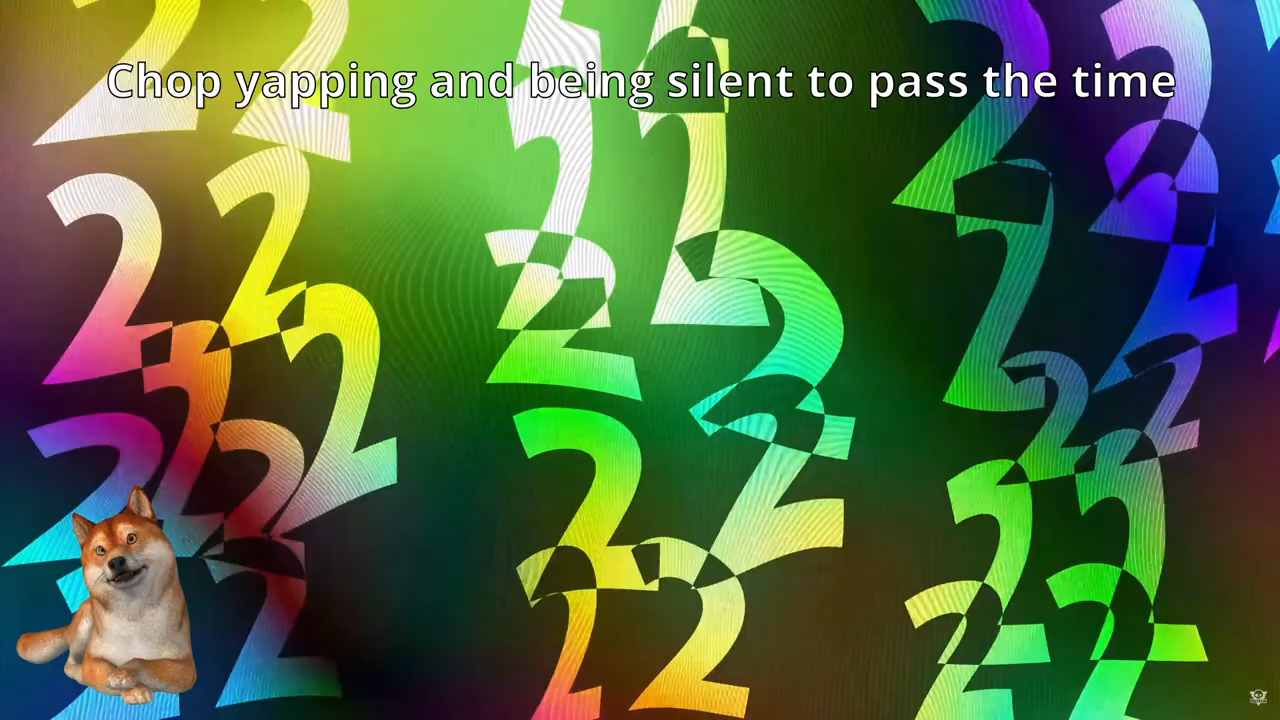 Chop yapping and being silent to pass the time